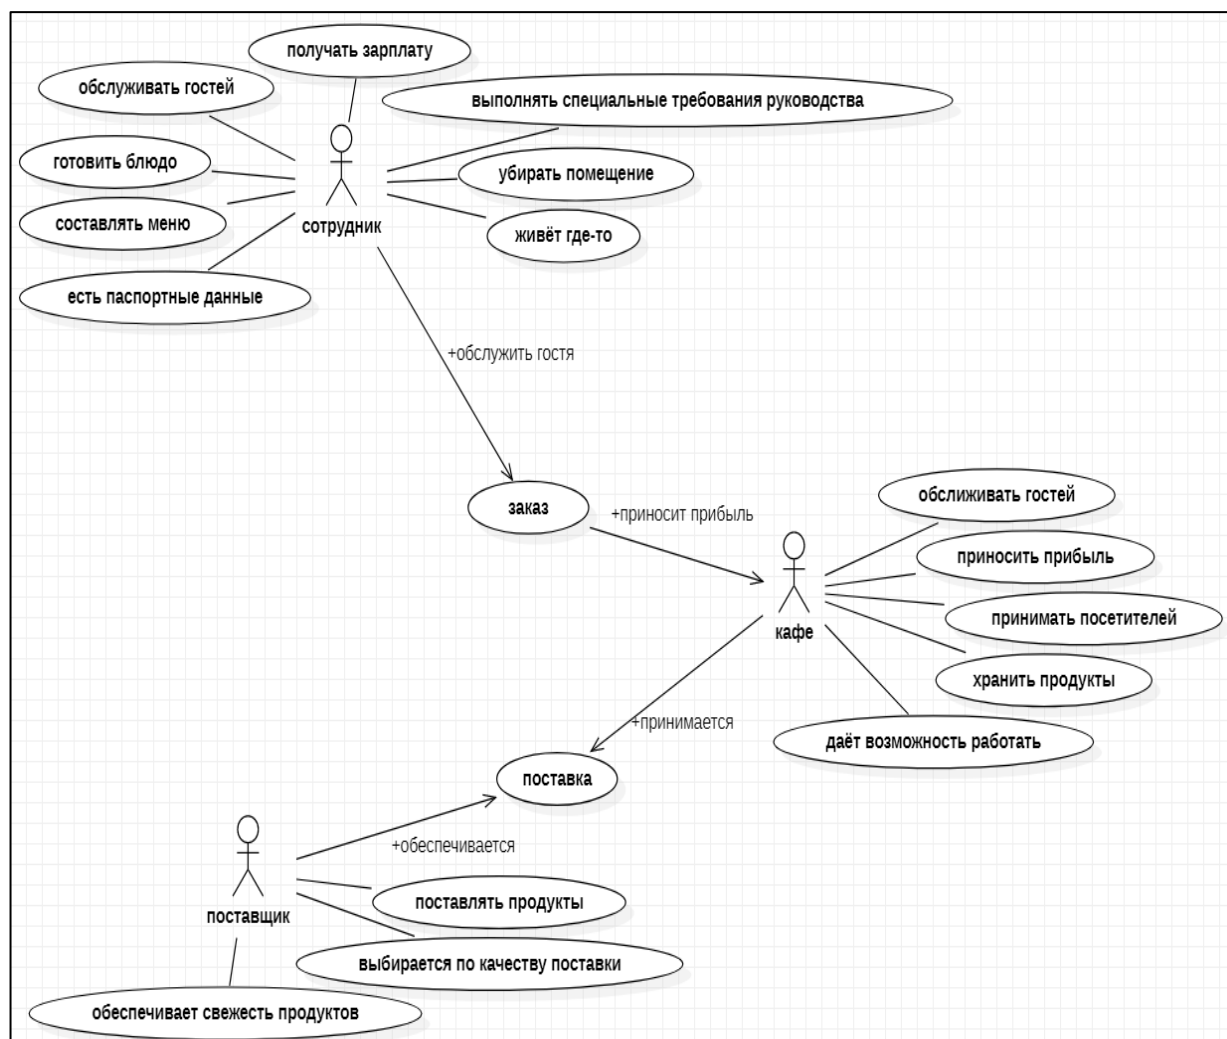 получать зарплату
обслуживать гостей
выполнять специальные требования руководства
готовить блюдо
убирать помещение
составлять меню
сотрудник
живёт где-то
есть паспортные данные
+обслужить гостя
заказ
+приносит прибыль
обслиживать гостей
приносить прибыль
принимать посетителей
кафе
хранить продукты
+принимается
даёт возможность работать
поставка
+обеспечивается
поставщик
поставлять продукты
выбирается по качеству поставки
обеспечивает свежесть продуктов